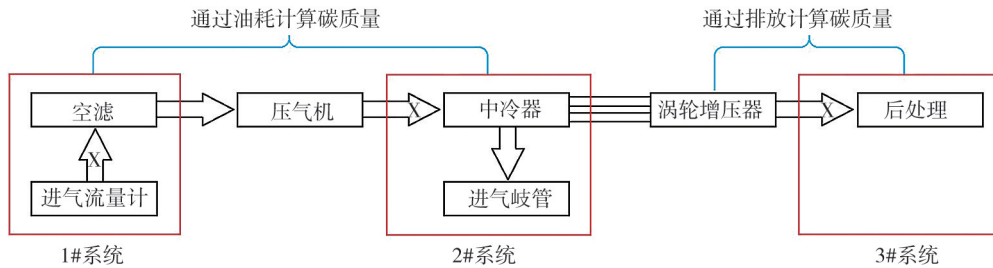 通过油耗计算碳质量
通过排放计算碳质量
空滤
压气机
X
中冷器
涡轮增压器
X
后处理
X
进气流量计
进气岐管
1#系统
2#系统
3#系统